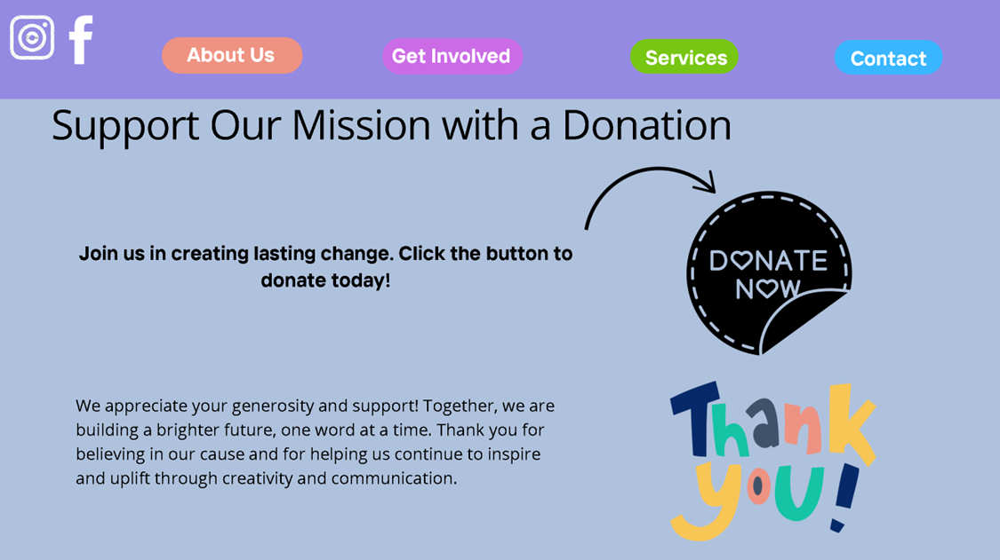 About Us
Get Involved
Services
Contact
Support Our Mission with a Donation
Join us in creating lasting change. Click the button to
donate today!
DONATE
NOW
We appreciate your generosity and support! Together, we are
building a brighter future, one word at a time. Thank you for
believing in our cause and for helping us continue to inspire
and uplift through creativity and communication.
Thank
you!